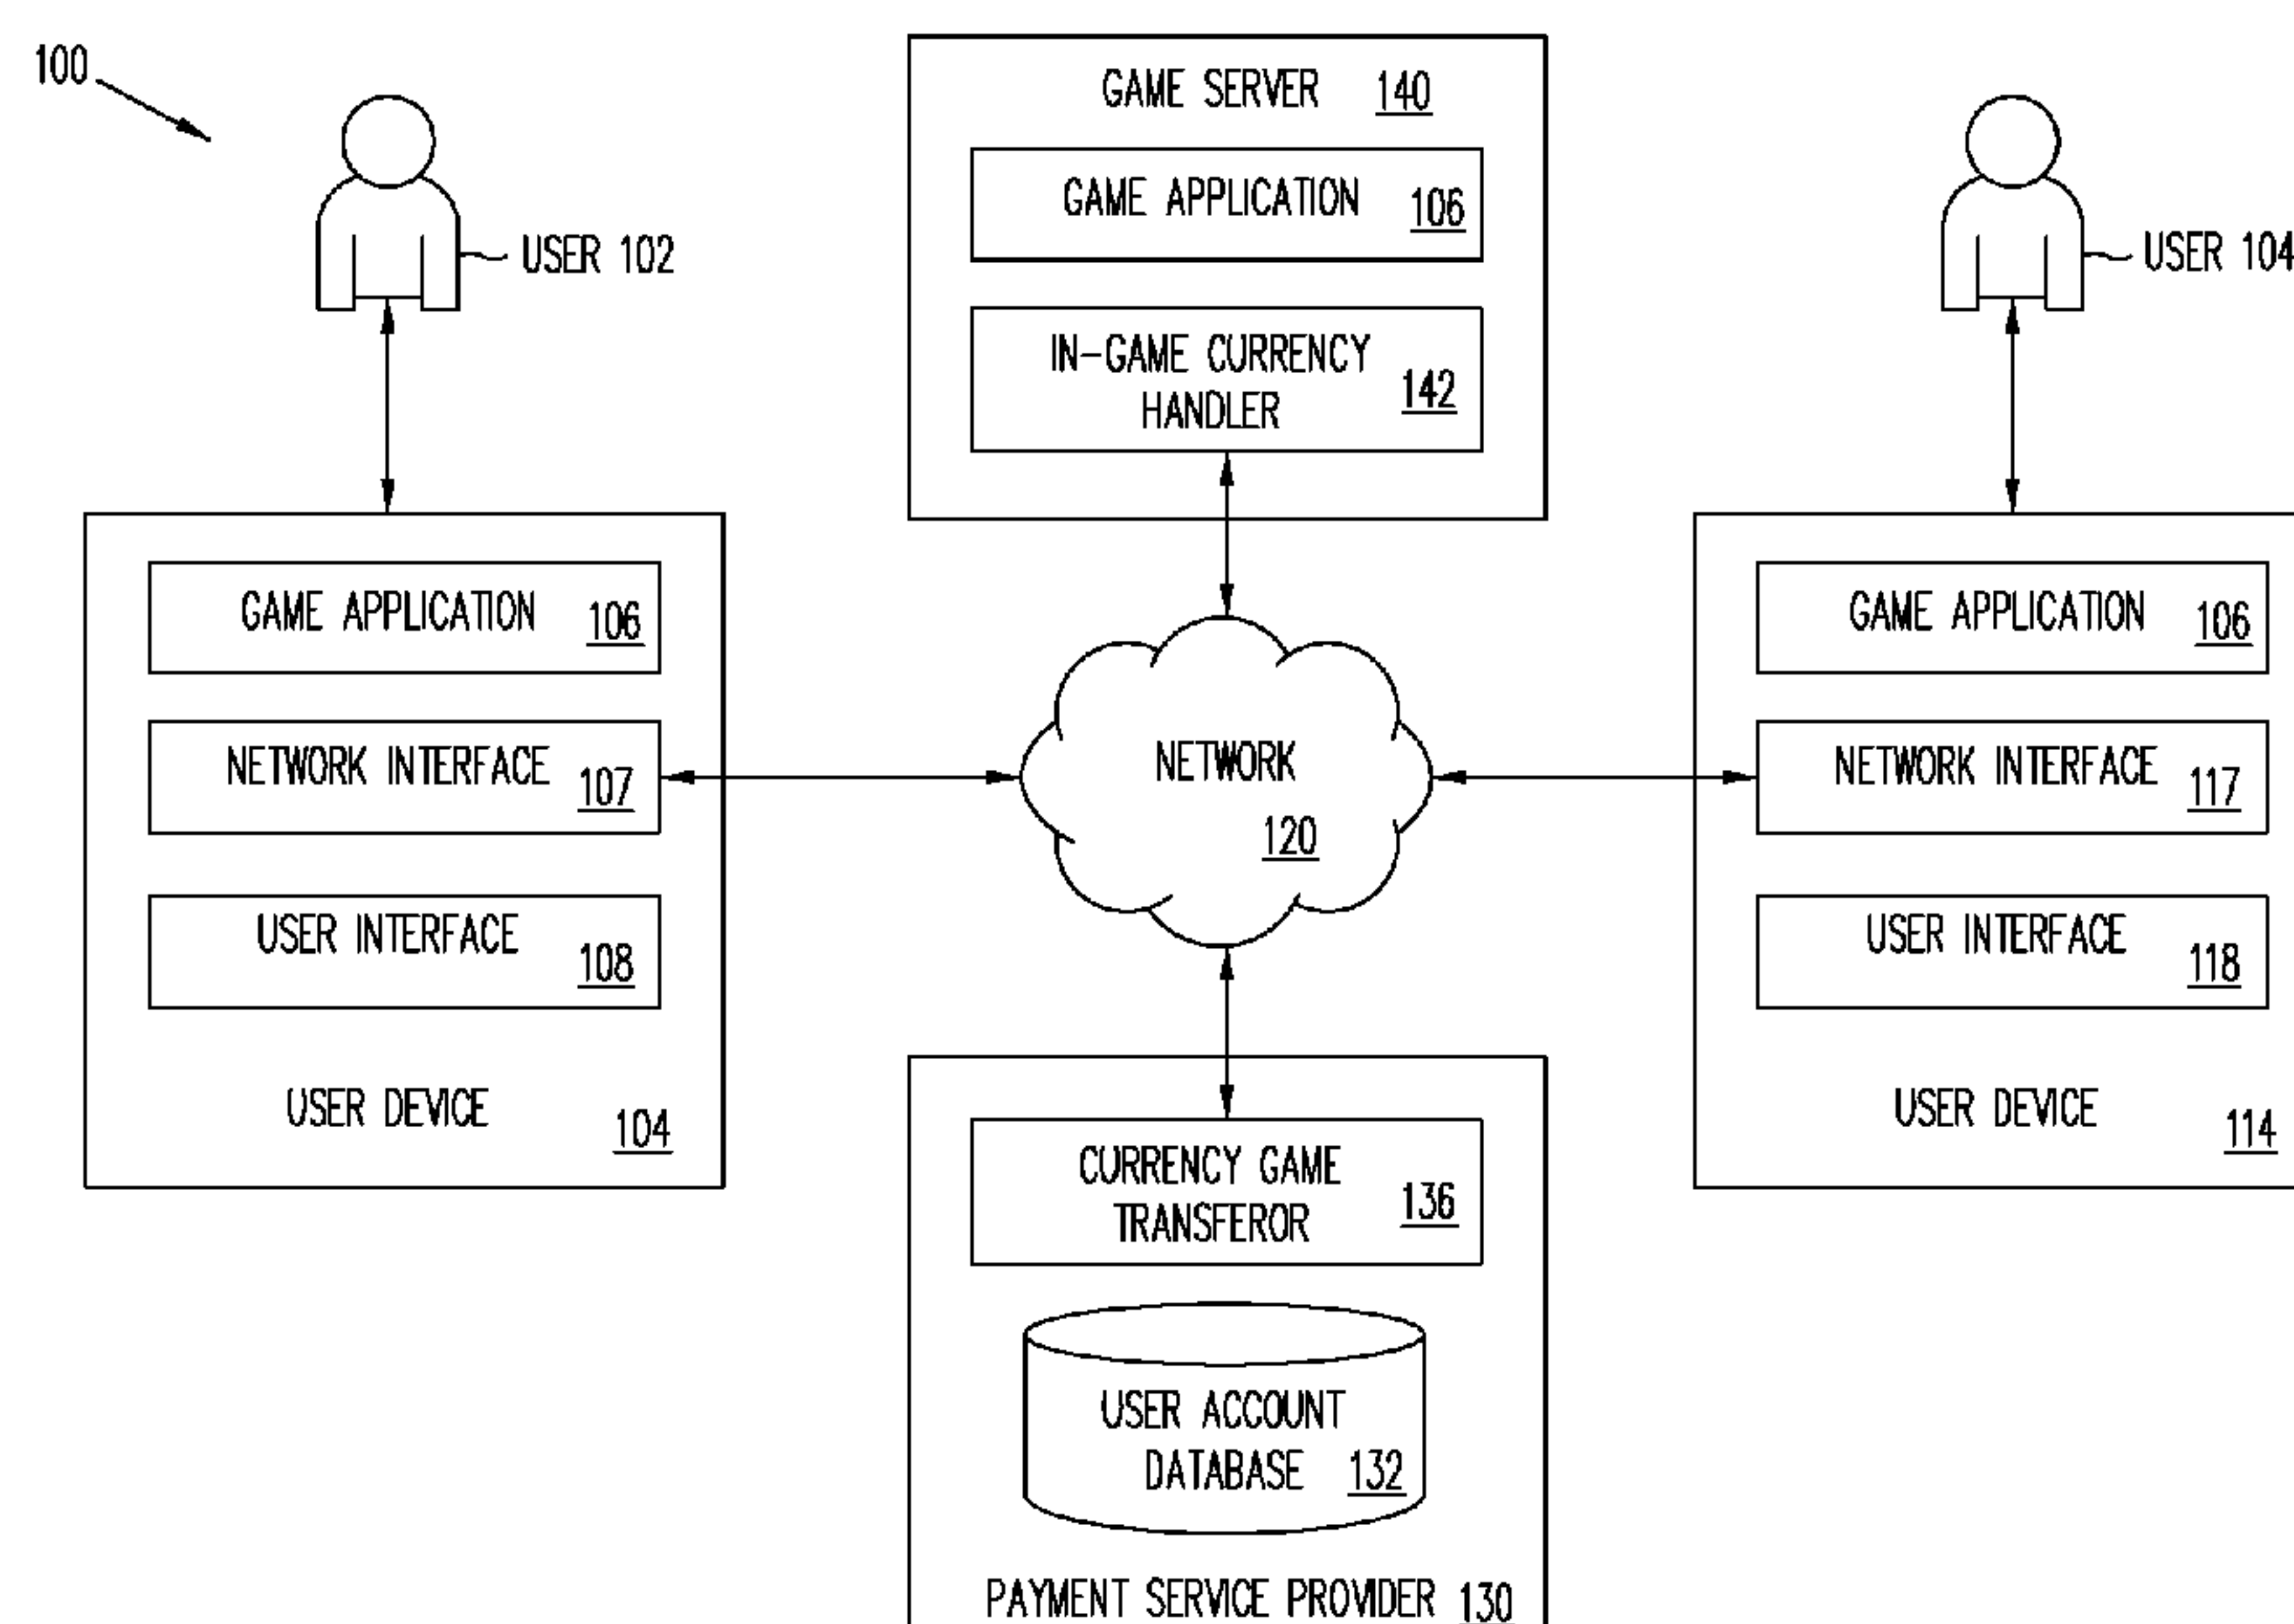 100
USER 102
GAME SERVER 140
GAME APPLICATION 106
IN-GAME CURRENCY
HANDLER 142
USER 104
GAME APPLICATION 106
NETWORK INTERFACE 107
USER INTERFACE 108
USER DEVICE 104
NETWORK
120
GAME APPLICATION 106
NETWORK INTERFACE 117
USER INTERFACE 118
USER DEVICE 114
CURRENCY GAME
TRANSFEROR 136
USER ACCOUNT
DATABASE 132
PAYMENT SERVICE PROVIDER 130